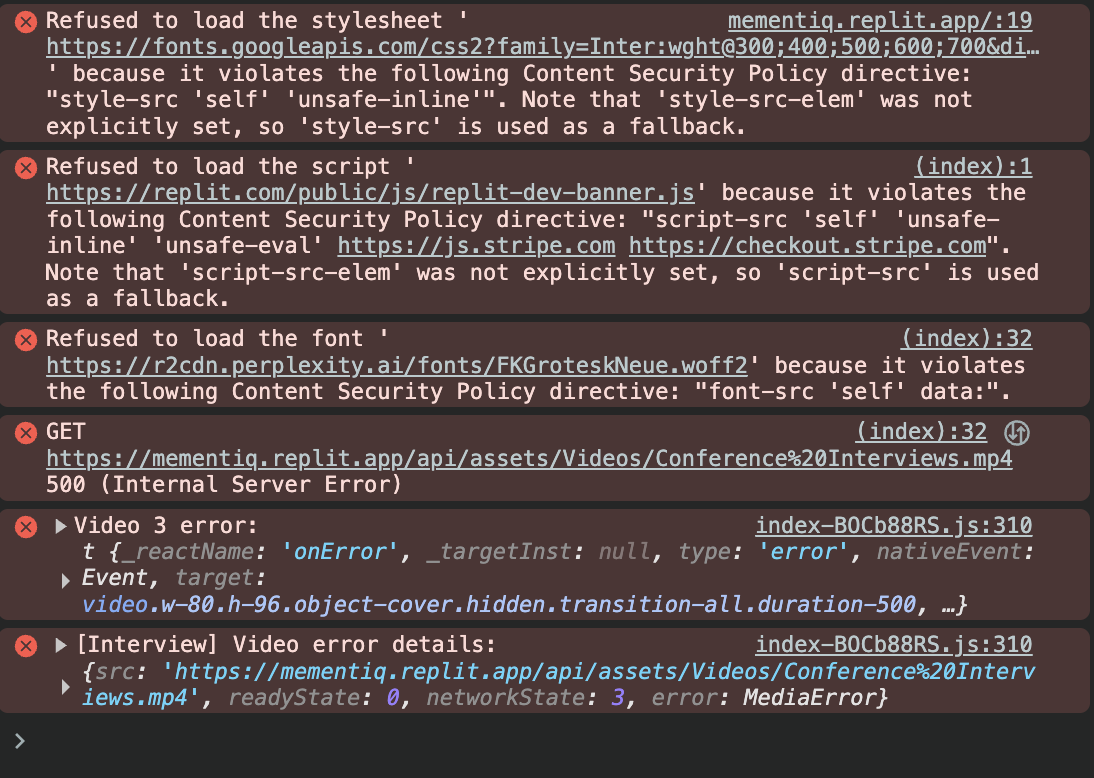 Refused to load the stylesheet ' mementiq.replit.app/:19
https://fonts.googleapis.com/css2?family=Inter:wght@300;400;500;600;700&di…
' because it violates the following Content Security Policy directive:
"style-src 'self' 'unsafe-inline'". Note that 'style-src-elem' was not
explicitly set, so 'style-src' is used as a fallback.
Refused to load the script ' (index):1
https://replit.com/public/js/replit-dev-banner.js' because it violates the
following Content Security Policy directive: "script-src 'self' 'unsafe-
inline' 'unsafe-eval' https://js.stripe.com https://checkout.stripe.com".
Note that 'script-src-elem' was not explicitly set, so 'script-src' is used
as a fallback.
Refused to load the font ' (index):32
https://r2cdn.perplexity.ai/fonts/FKGroteskNeue.woff2' because it violates
the following Content Security Policy directive: "font-src 'self' data:".
GET (index):32
https://mementiq.replit.app/api/assets/Videos/Conference%20Interviews.mp4
500 (Internal Server Error)
Video 3 error: index-BOCb88RS.js:310
t {_reactName: 'onError', _targetInst: null, type: 'error', nativeEvent:
Event, target:
video.w-80.h-96.object-cover.hidden.transition-all.duration-500, …}
[Interview] Video error details: index-BOCb88RS.js:310
{src: 'https://mementiq.replit.app/api/assets/Videos/Conference%20Interv
iews.mp4', readyState: 0, networkState: 3, error: MediaError}